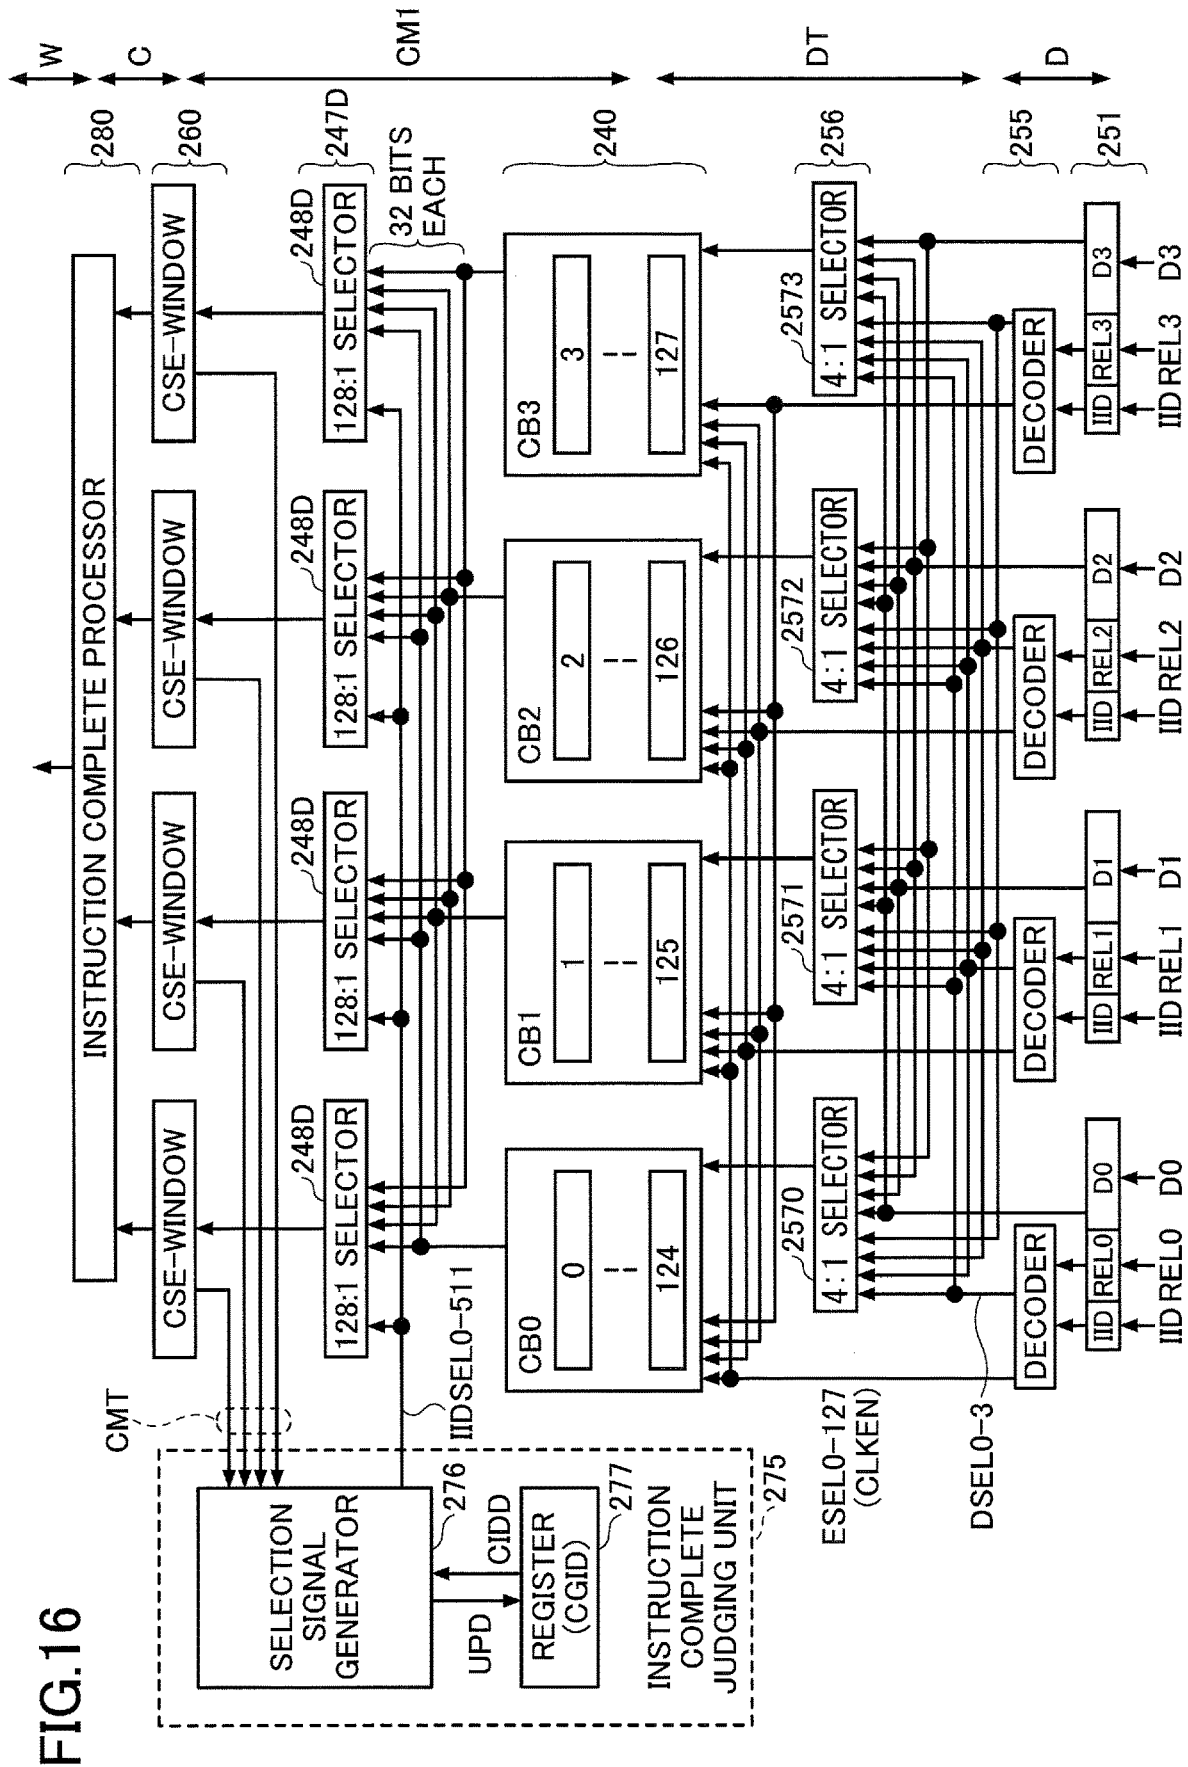 FIG.16
W
C
CM1
DT
D
280
260
247D
240
256
255
251
INSTRUCTION COMPLETE PROCESSOR
CSE-WINDOW
CSE-WINDOW
CSE-WINDOW
CSE-WINDOW
CMT
248D
248D
248D
248D
128:1 SELECTOR
128:1 SELECTOR
128:1 SELECTOR
128:1 SELECTOR
32 BITS
EACH
IIDSEL0-511
SELECTION
SIGNAL
GENERATOR
276
UPD
CIDD
REGISTER
(CGID)
277
INSTRUCTION
COMPLETE
JUDGING UNIT
275
CB0
0
124
CB1
1
125
CB2
2
126
CB3
3
127
2570
4:1 SELECTOR
2571
4:1 SELECTOR
2572
4:1 SELECTOR
2573
4:1 SELECTOR
ESEL0-127
(CLKEN)
DSEL0-3
DECODER
DECODER
DECODER
DECODER
IID REL0 D0
IID REL1 D1
IID REL2 D2
IID REL3 D3
IID REL0 D0
IID REL1 D1
IID REL2 D2
IID REL3 D3